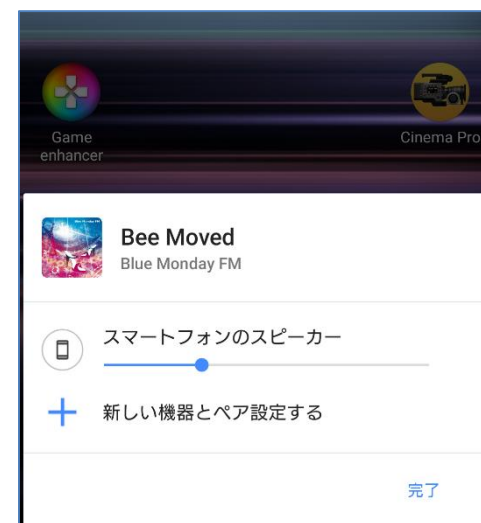 Game
enhancer
Cinema Pro
Bee Moved
Blue Monday FM
スマートフォンのスピーカー
新しい機器とペア設定する
完了